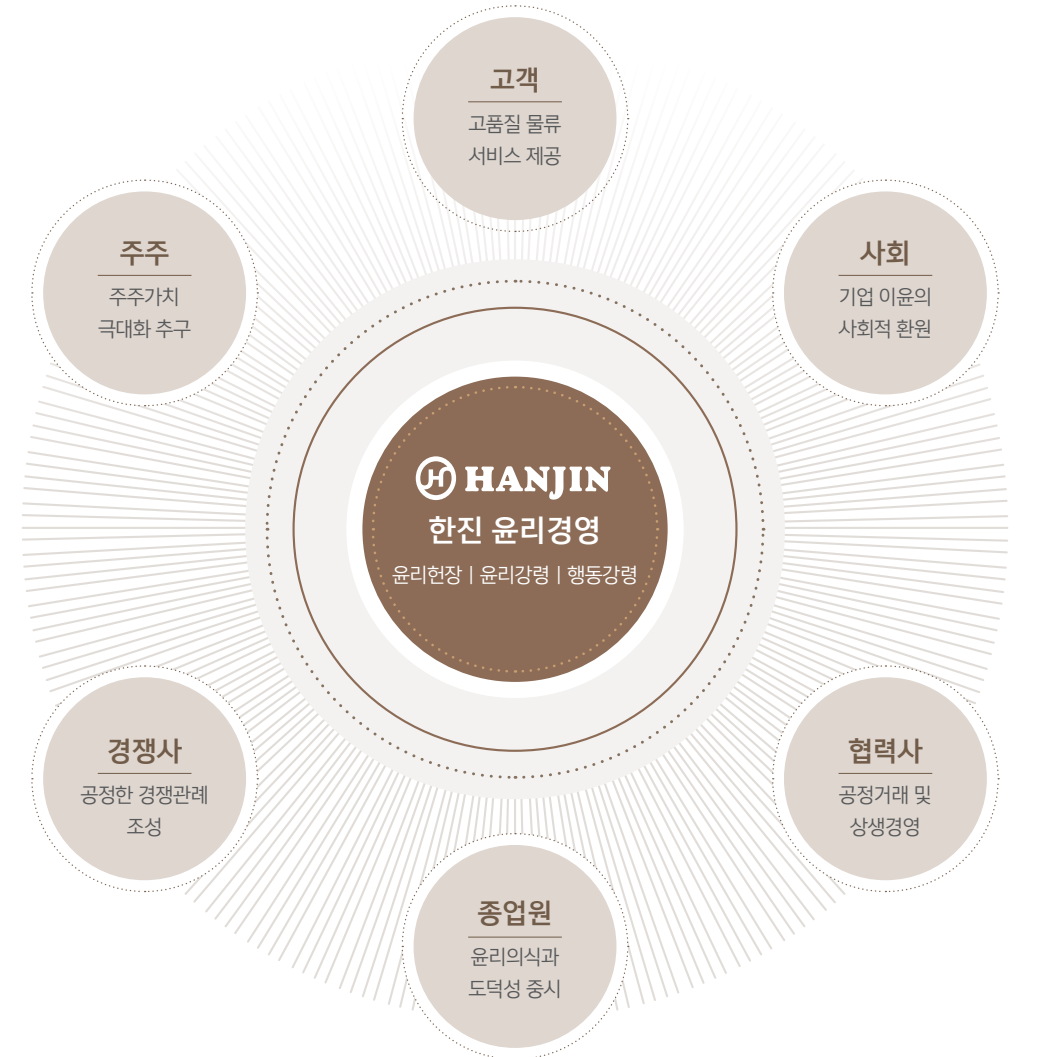 고객
고품질 물류
서비스 제공
주주
주주가치
극대화 추구
사회
기업 이윤의
사회적 환원
HANJIN
한진 윤리경영
윤리헌장 | 윤리강령 | 행동강령
경쟁사
공정한 경쟁관례
조성
협력사
공정거래 및
상생경영
종업원
윤리의식과
도덕성 중시